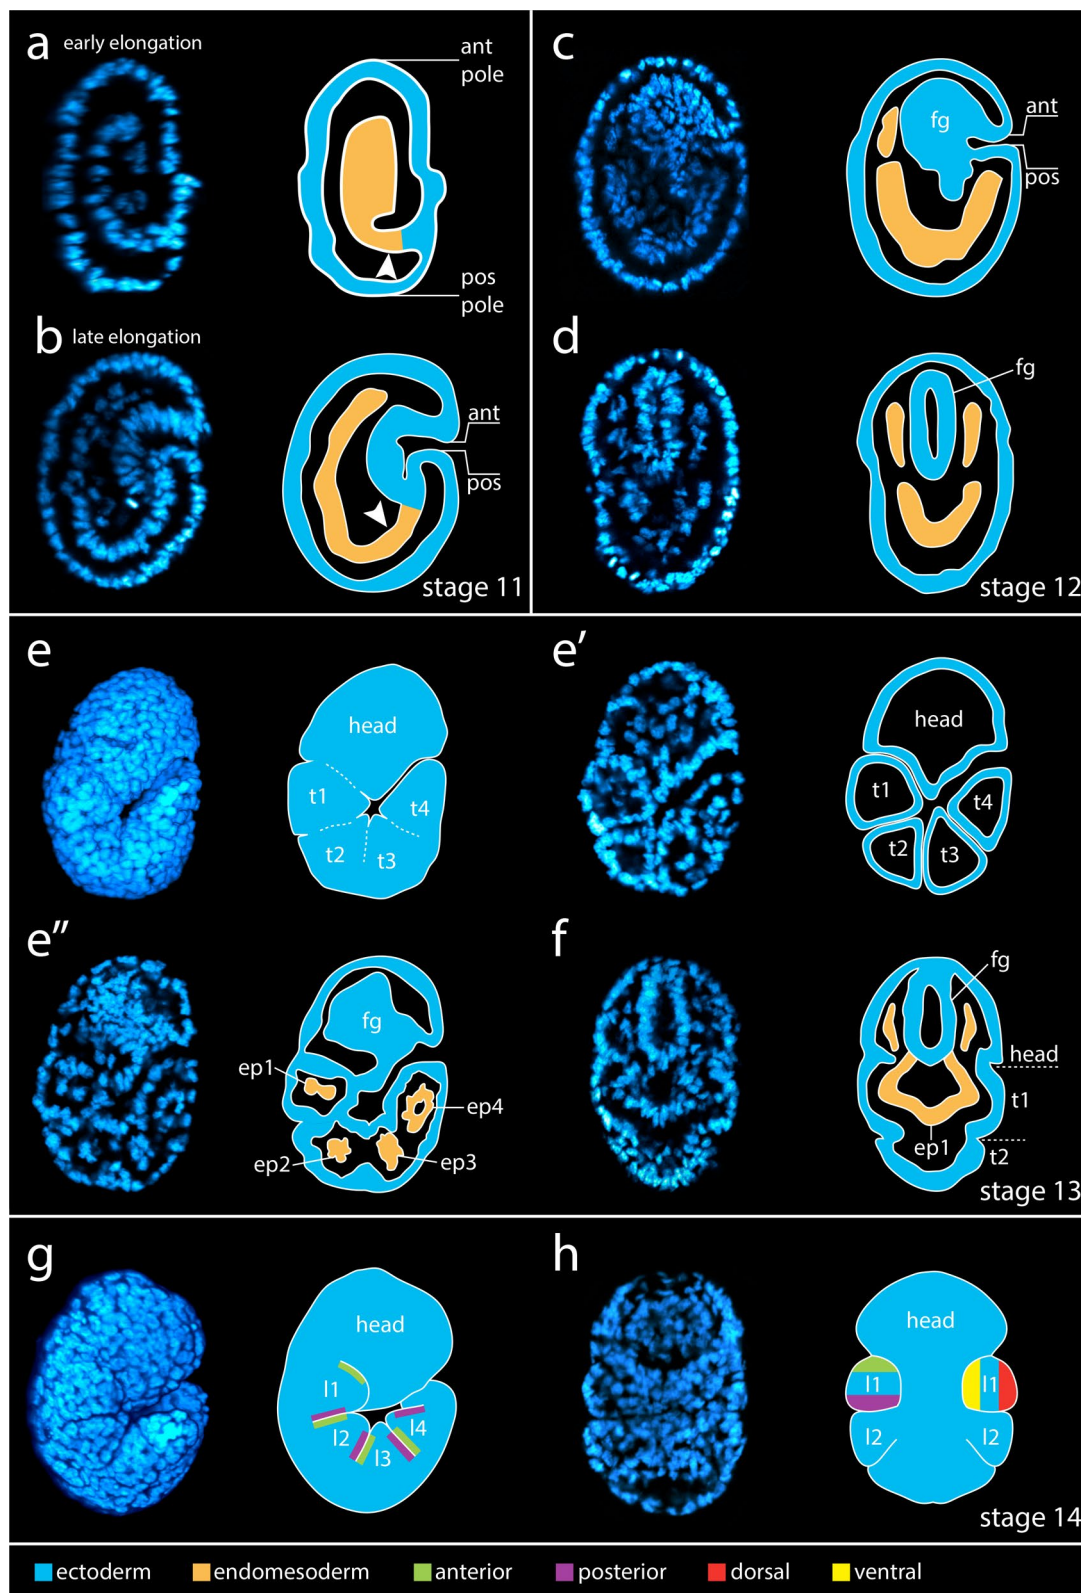 a early elongation
ant
pole
pos
pole
b late elongation
ant
pos
stage 11
c
fg
ant
pos
d
fg
stage 12
e
head
t1
t4
t2
t3
e′
head
t1
t4
t2
t3
e″
fg
ep1
ep4
ep2
ep3
f
fg
head
t1
ep1
t2
stage 13
g
head
l1
l2
l4
l3
h
head
l1
l1
l2
l2
stage 14
ectoderm endomesoderm anterior posterior dorsal ventral